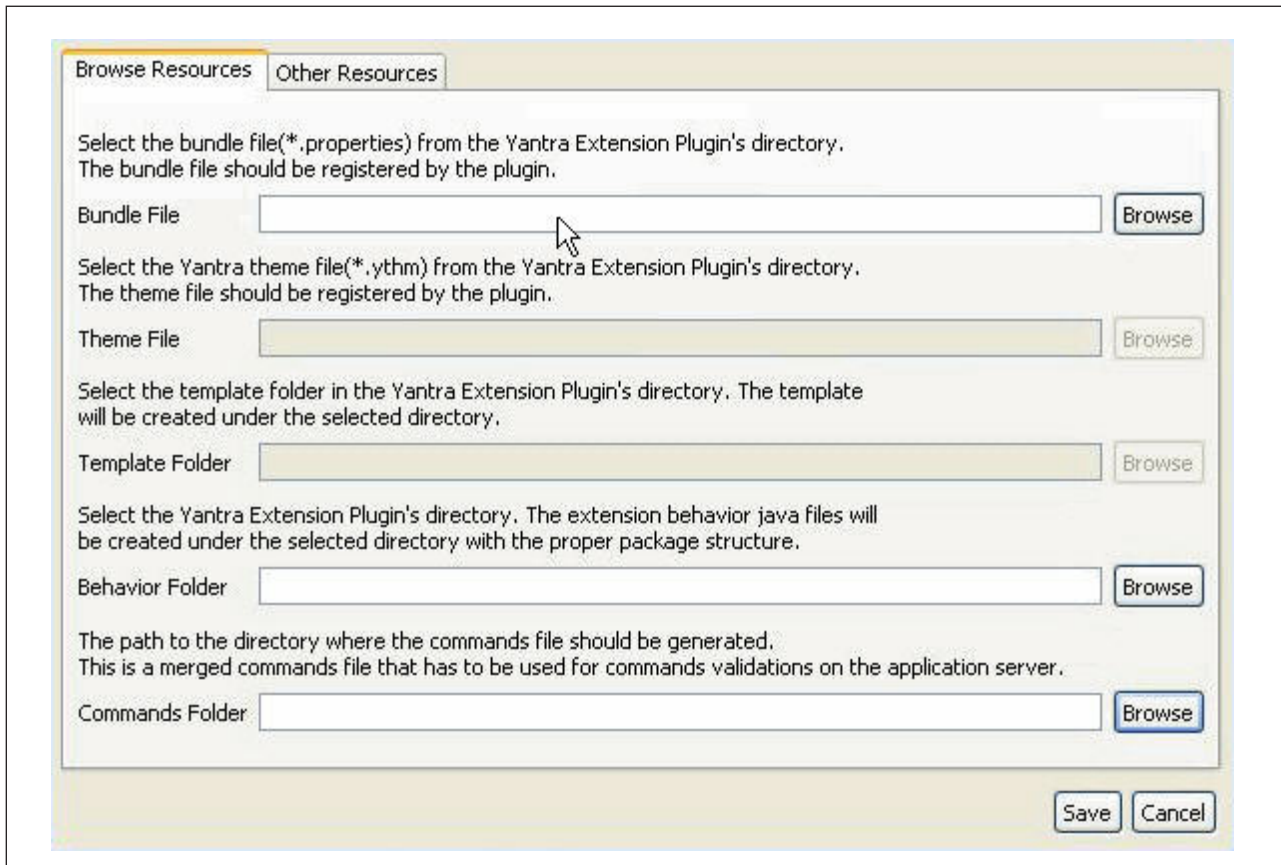 Browse Resources
Other Resources
Select the bundle file(*.properties) from the Yantra Extension Plugin's directory.
The bundle file should be registered by the plugin.
Bundle File
Browse
Select the Yantra theme file(*.ythm) from the Yantra Extension Plugin's directory.
The theme file should be registered by the plugin.
Theme File
Browse
Select the template folder in the Yantra Extension Plugin's directory. The template
will be created under the selected directory.
Template Folder
Browse
Select the Yantra Extension Plugin's directory. The extension behavior java files will
be created under the selected directory with the proper package structure.
Behavior Folder
Browse
The path to the directory where the commands file should be generated.
This is a merged commands file that has to be used for commands validations on the application server.
Commands Folder
Browse
Save
Cancel